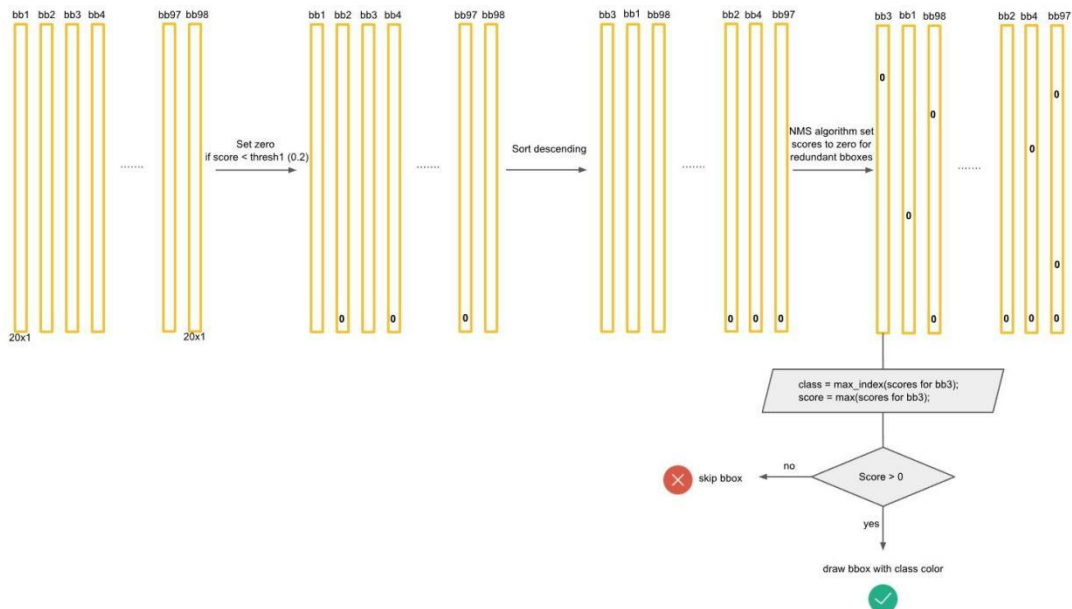 bb1 bb2 bb3 bb4 bb97 bb98
.......
20x1 20x1
Set zero
if score < thresh1 (0.2)
bb1 bb2 bb3 bb4 bb97 bb98
.......
0 0 0
Sort descending
bb3 bb1 bb98 bb2 bb4 bb97
.......
0 0 0
NMS algorithm set
scores to zero for
redundant bboxes
bb3 bb1 bb98 bb2 bb4 bb97
0
0
0
0
.......
0
0
0 0 0 0
class = max_index(scores for bb3);
score = max(scores for bb3);
Score > 0
no
skip bbox
yes
draw bbox with class color